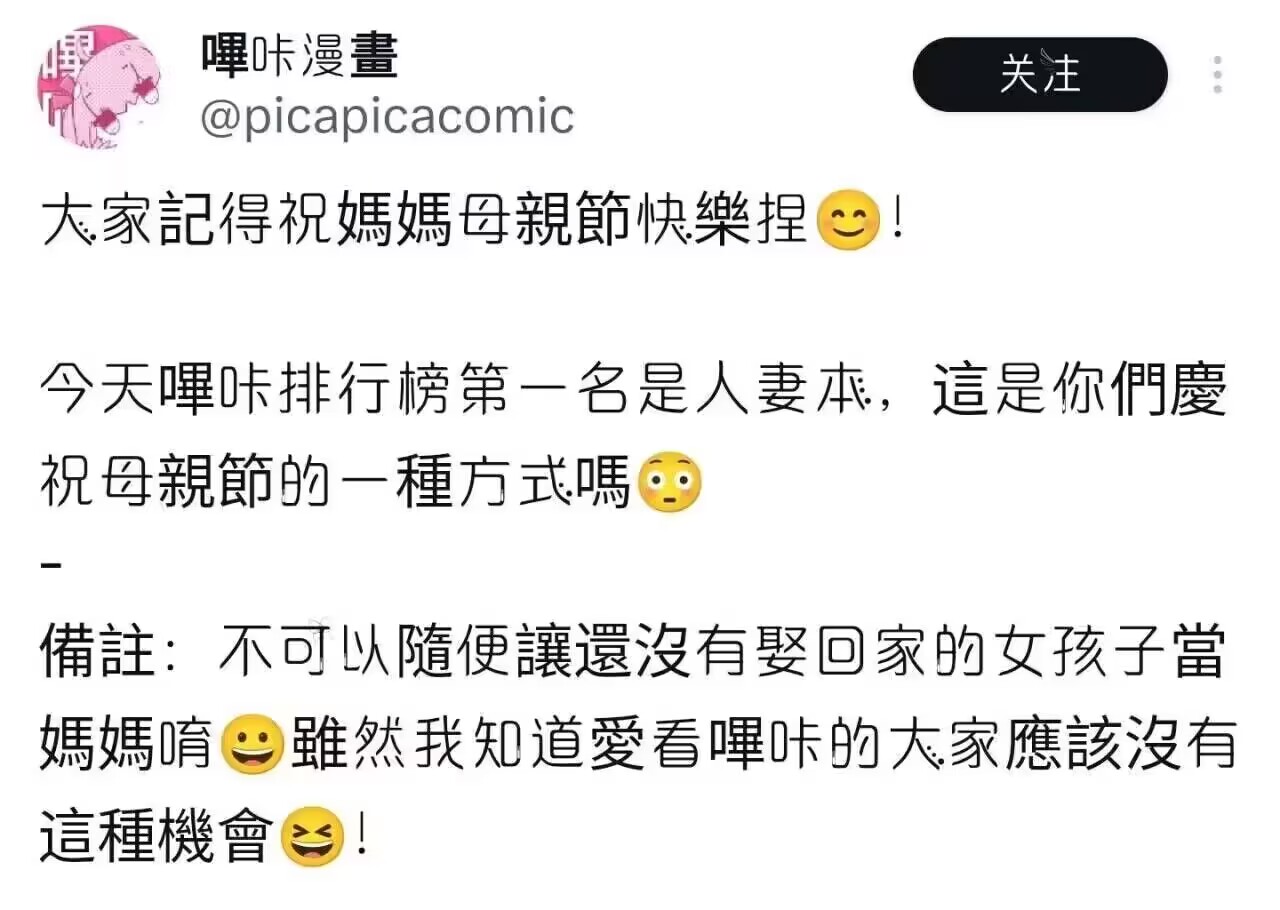 嗶咔漫畫
@picapicacomic
关注
大家記得祝媽媽母親節快樂捏😊!
今天嗶咔排行榜第一名是人妻本，這是你們慶
祝母親節的一種方式嗎😳
-
備註：不可以隨便讓還沒有娶回家的女孩子當
媽媽唷😀雖然我知道愛看嗶咔的大家應該沒有
這種機會😆!